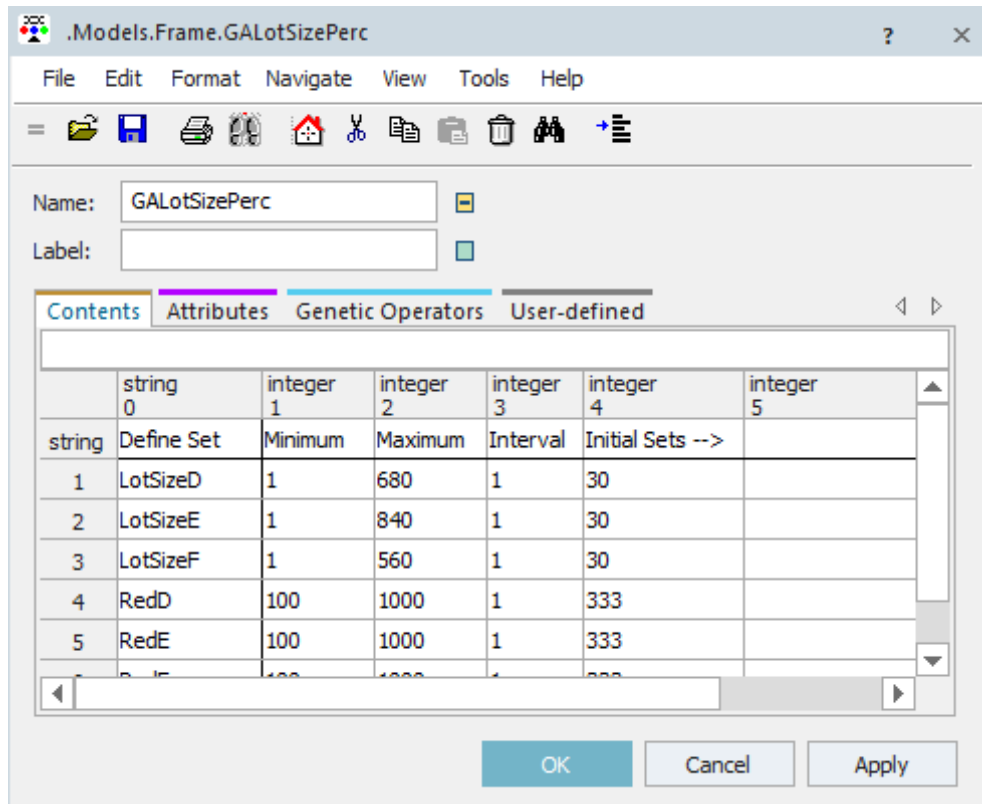 .Models.Frame.GALotSizePerc ? ×
File Edit Format Navigate View Tools Help
Name: GALotSizePerc
Label:
Contents Attributes Genetic Operators User-defined
string integer integer integer integer integer
0 1 2 3 4 5
string Define Set Minimum Maximum Interval Initial Sets -->
1 LotSizeD 1 680 1 30
2 LotSizeE 1 840 1 30
3 LotSizeF 1 560 1 30
4 RedD 100 1000 1 333
5 RedE 100 1000 1 333
OK Cancel Apply